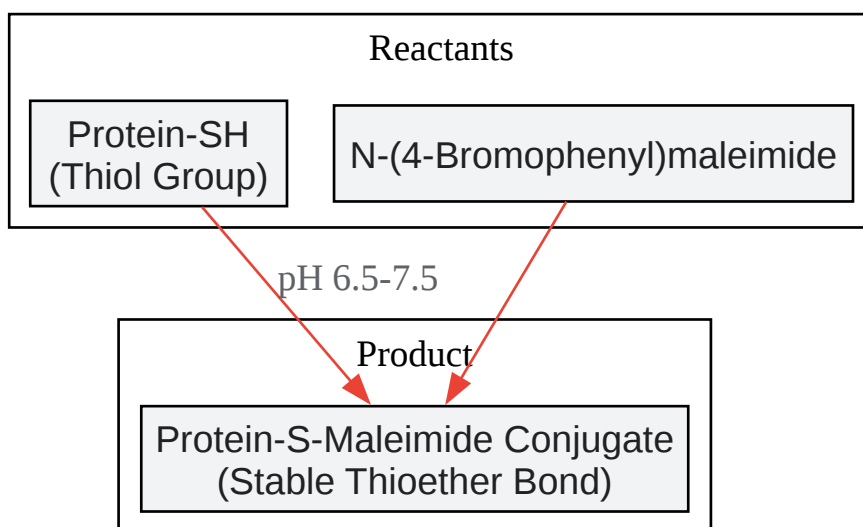 Reactants
Protein-SH
(Thiol Group)
N-(4-Bromophenyl)maleimide
pH 6.5-7.5
Product
Protein-S-Maleimide Conjugate
(Stable Thioether Bond)